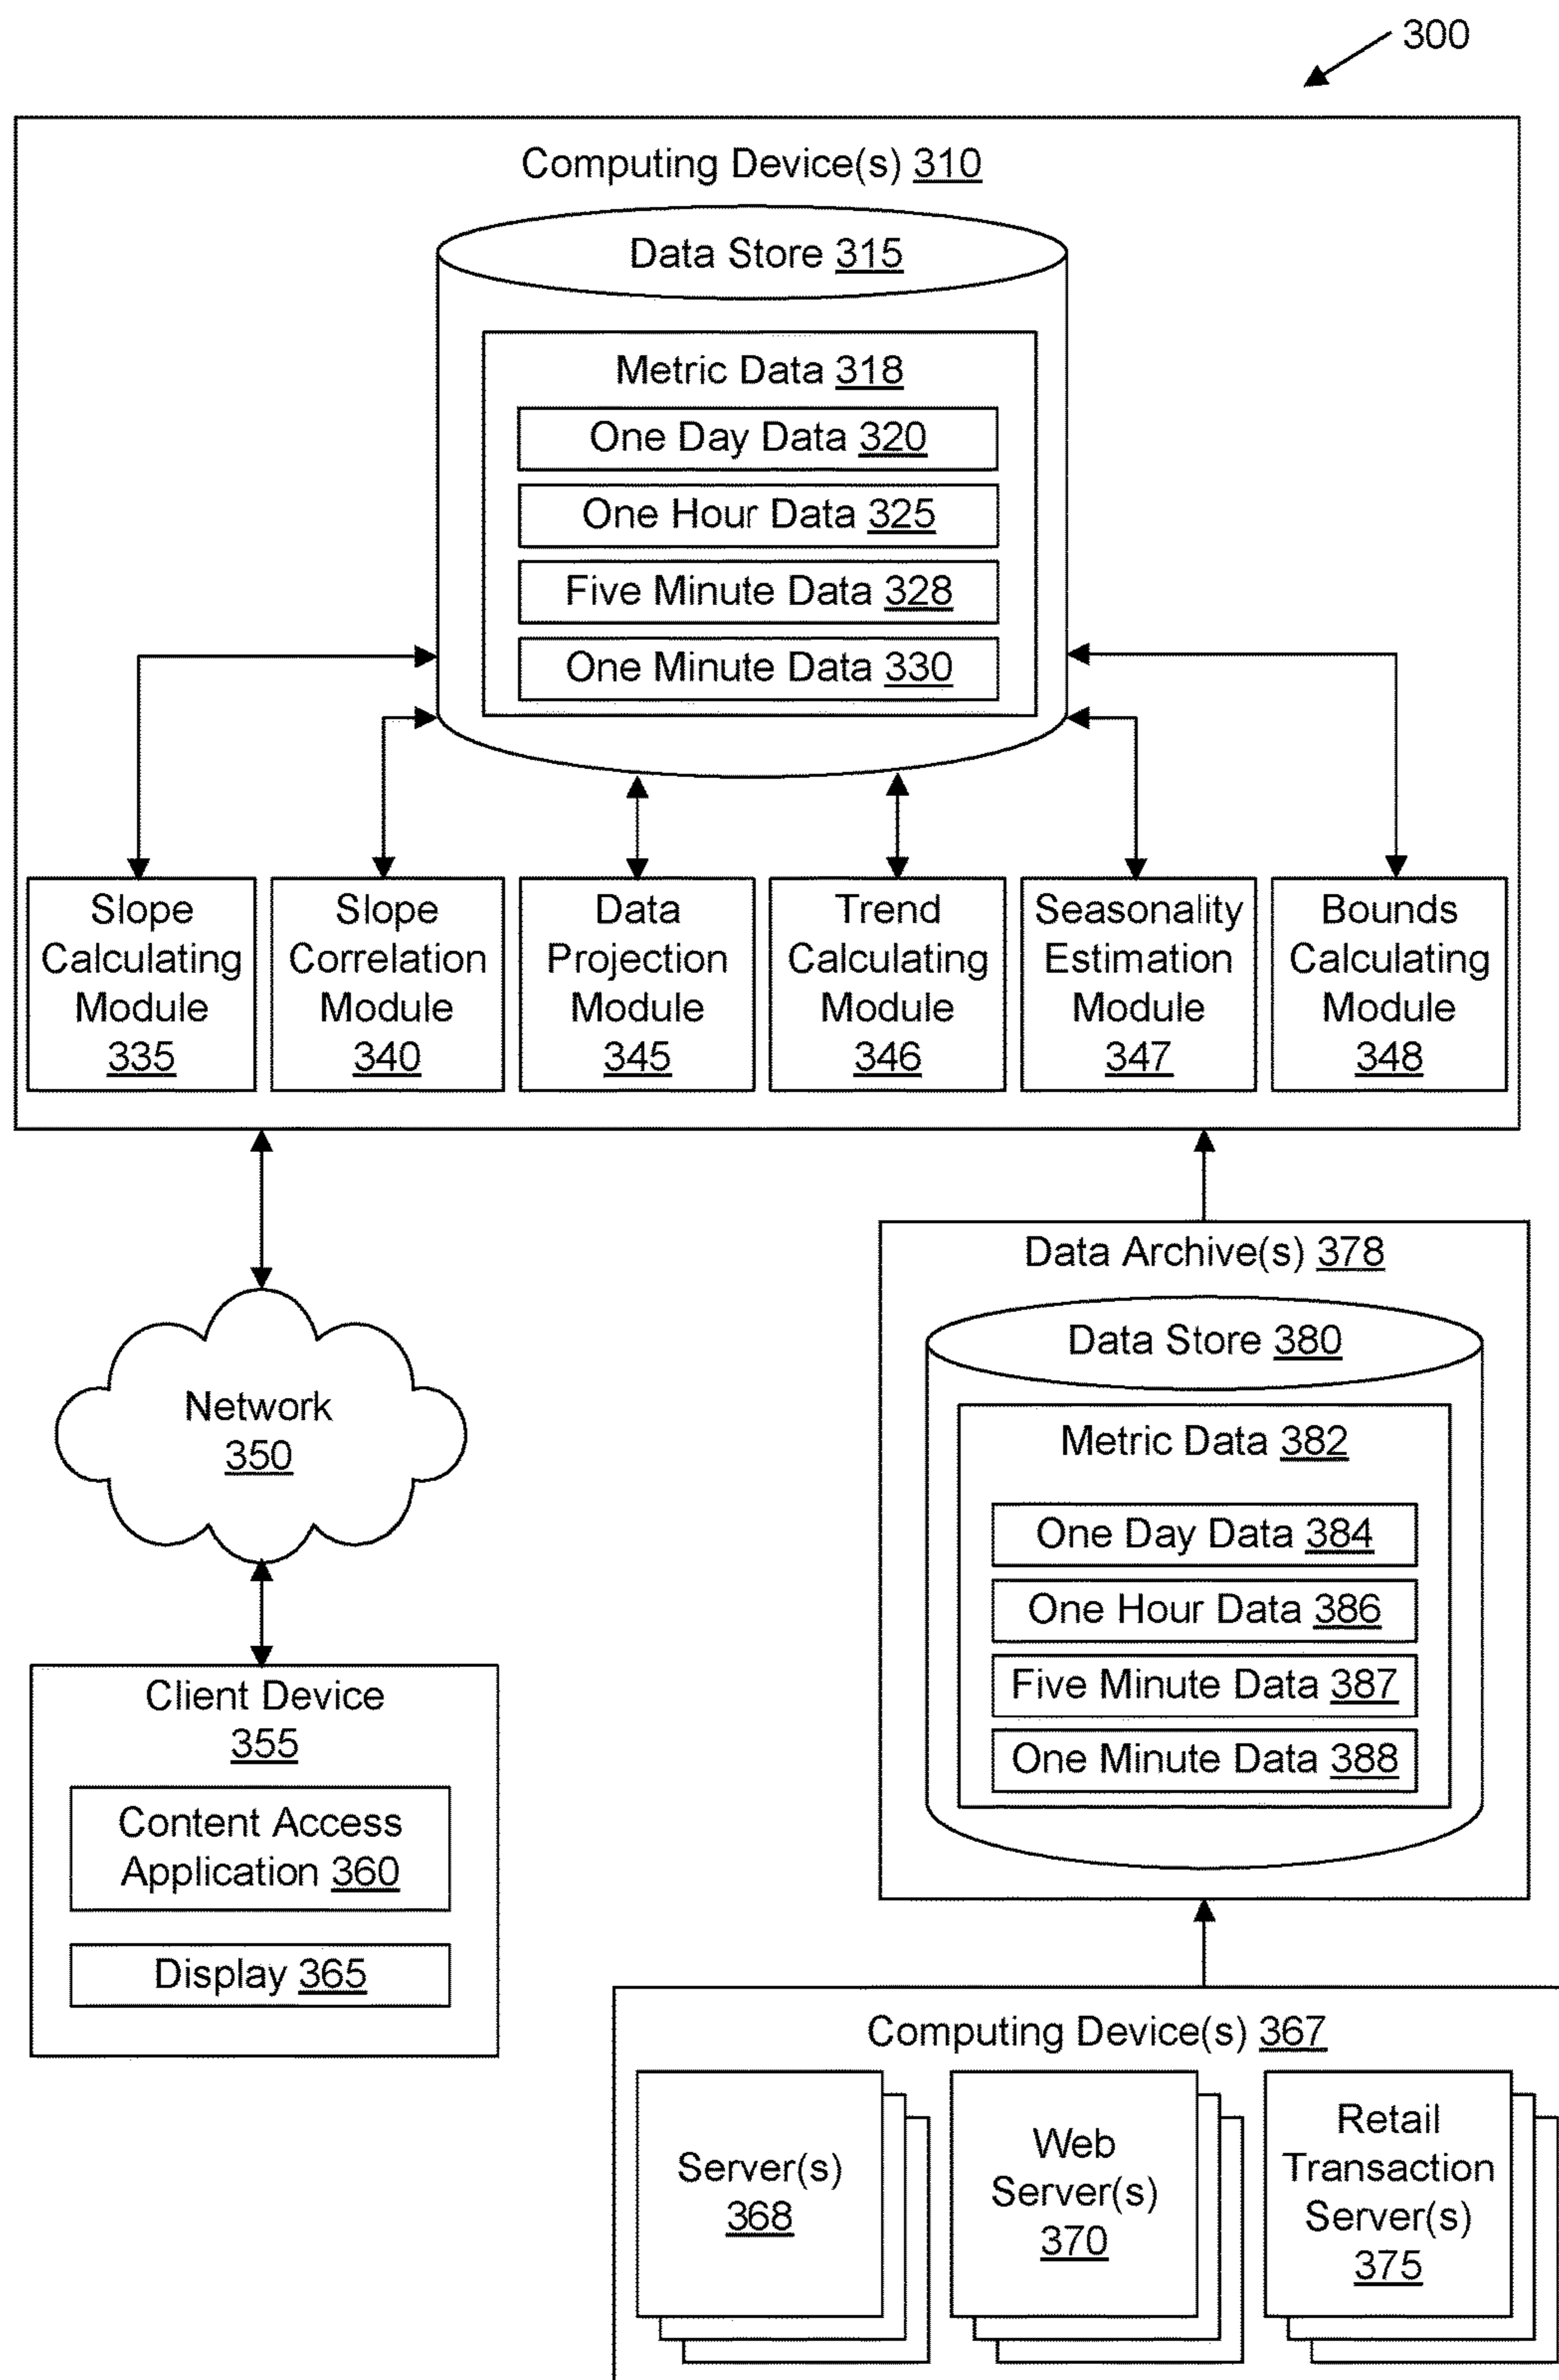 300
Computing Device(s) 310
Data Store 315
Metric Data 318
One Day Data 320
One Hour Data 325
Five Minute Data 328
One Minute Data 330
Slope
Calculating
Module
335
Slope
Correlation
Module
340
Data
Projection
Module
345
Trend
Calculating
Module
346
Seasonality
Estimation
Module
347
Bounds
Calculating
Module
348
Network
350
Client Device
355
Content Access
Application 360
Display 365
Data Archive(s) 378
Data Store 380
Metric Data 382
One Day Data 384
One Hour Data 386
Five Minute Data 387
One Minute Data 388
Computing Device(s) 367
Server(s)
368
Web
Server(s)
370
Retail
Transaction
Server(s)
375